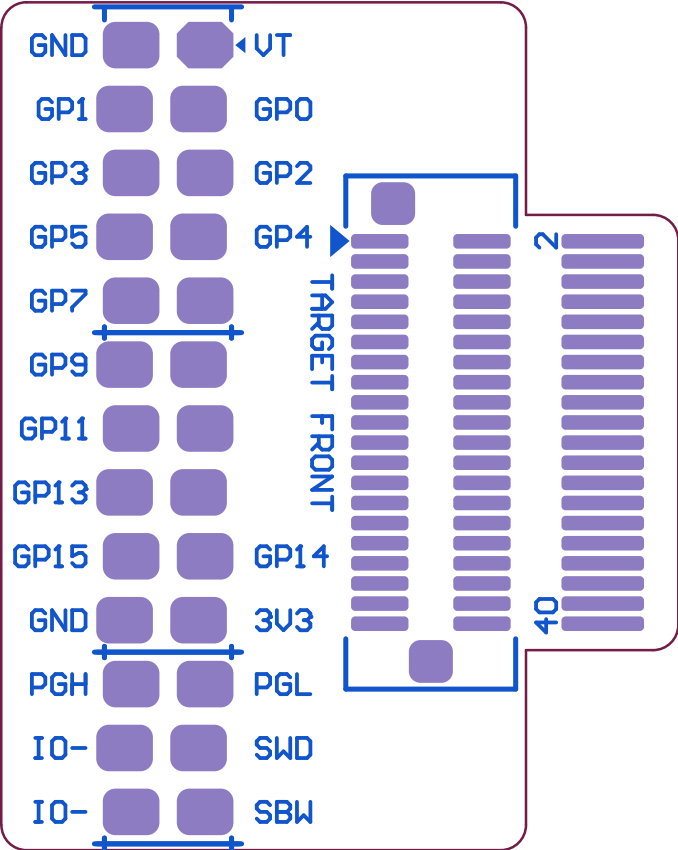 GND VT
GP1 GP0
GP3 GP2
GP5 GP4
GP7
GP9
GP11
GP13
GP15 GP14
GND 3V3
PGH PGL
IO- SWD
IO- SBW
TARGET FRONT
2
40